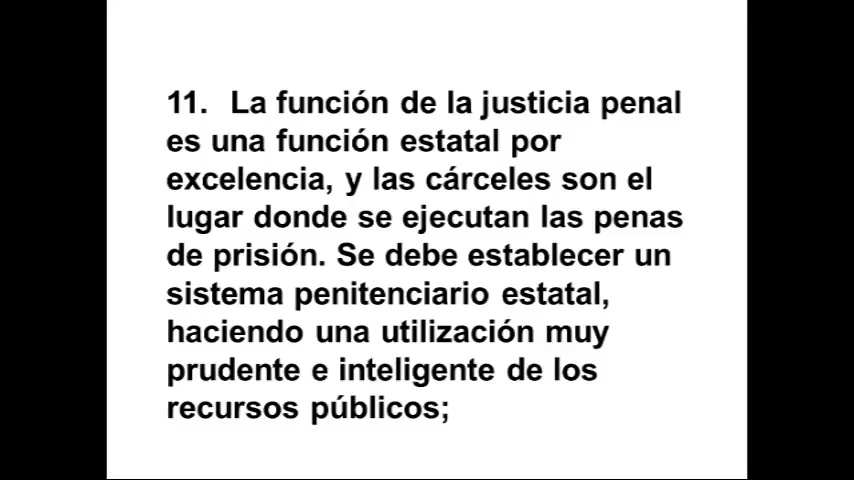 11. La función de la justicia penal
es una función estatal por
excelencia, y las cárceles son el
lugar donde se ejecutan las penas
de prisión. Se debe establecer un
sistema penitenciario estatal,
haciendo una utilización muy
prudente e inteligente de los
recursos públicos;